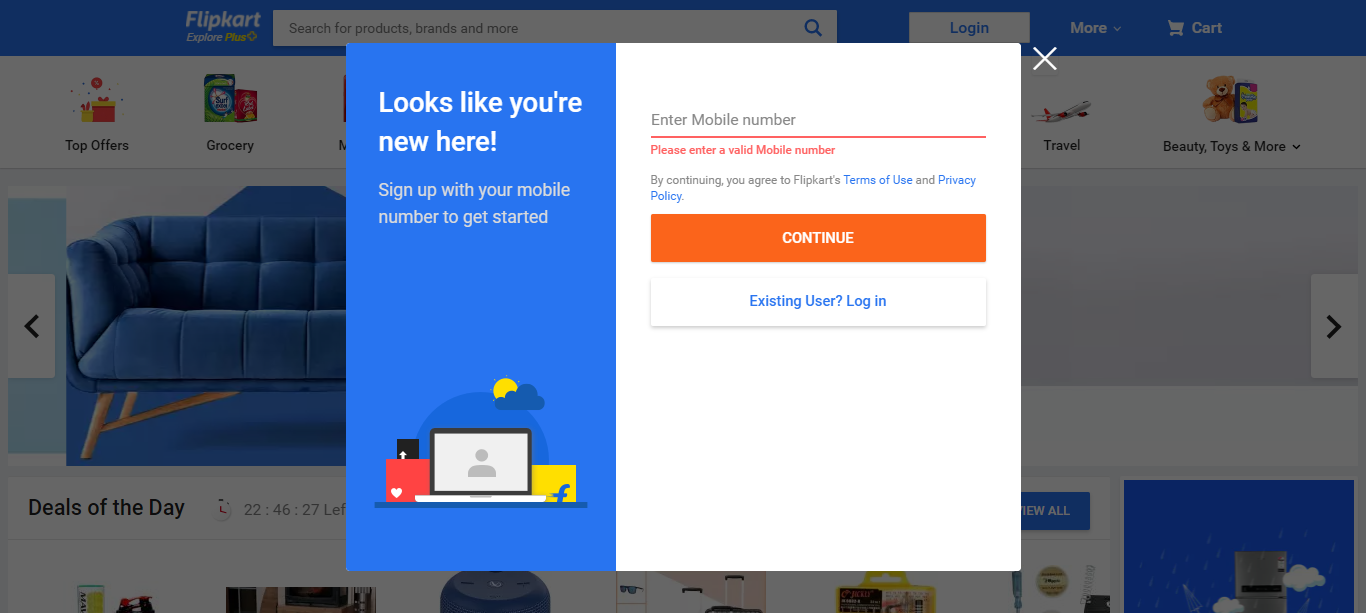 Flipkart
Explore Plus
Search for products, brands and more
Login
More
Cart
Top Offers
Grocery
Travel
Beauty, Toys & More
Looks like you're
new here!
Sign up with your mobile
number to get started
Enter Mobile number
Please enter a valid Mobile number
By continuing, you agree to Flipkart's Terms of Use and Privacy
Policy.
CONTINUE
Existing User? Log in
Deals of the Day
22 : 46 : 27 Lef
VIEW ALL